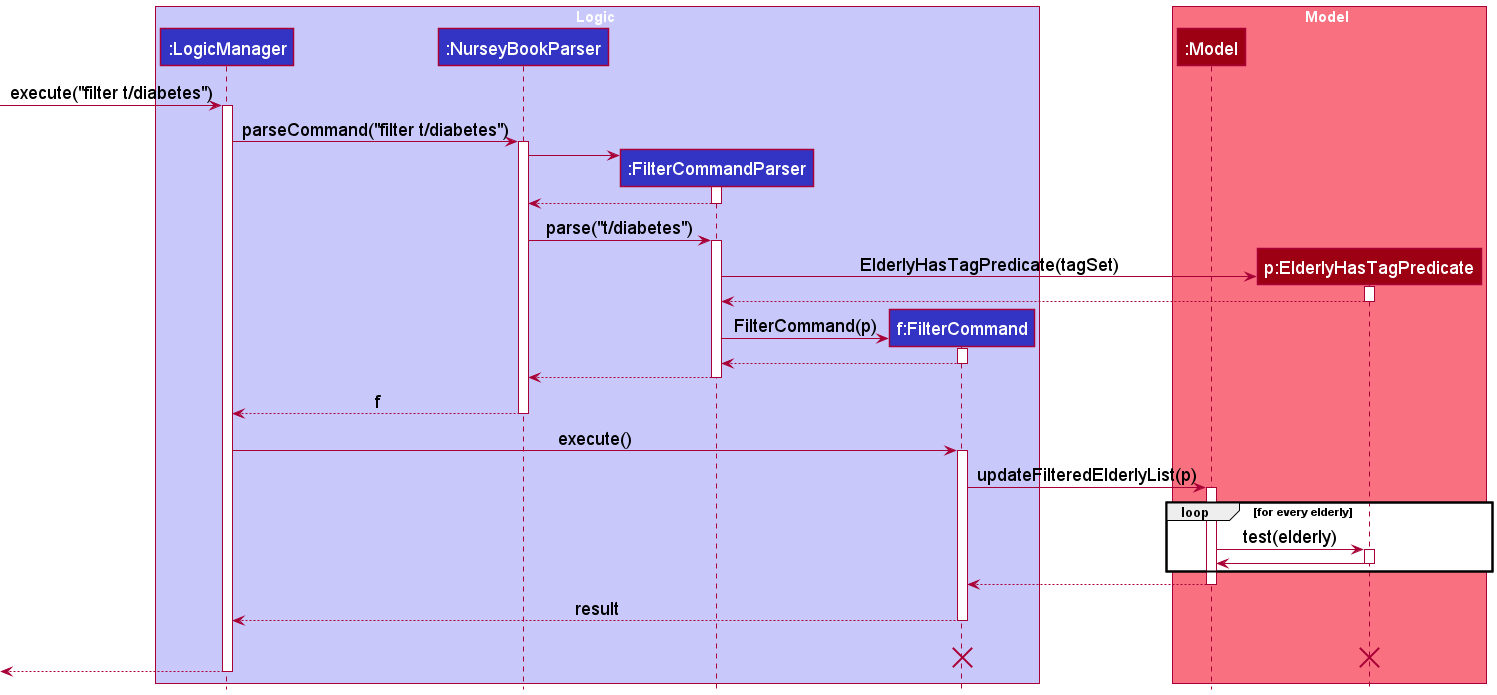 Logic
Model
:LogicManager
:NurseyBookParser
:Model
execute("filter t/diabetes")
parseCommand("filter t/diabetes")
:FilterCommandParser
parse("t/diabetes")
ElderlyHasTagPredicate(tagSet)
p:ElderlyHasTagPredicate
FilterCommand(p)
f:FilterCommand
f
execute()
updateFilteredElderlyList(p)
loop
[for every elderly]
test(elderly)
result